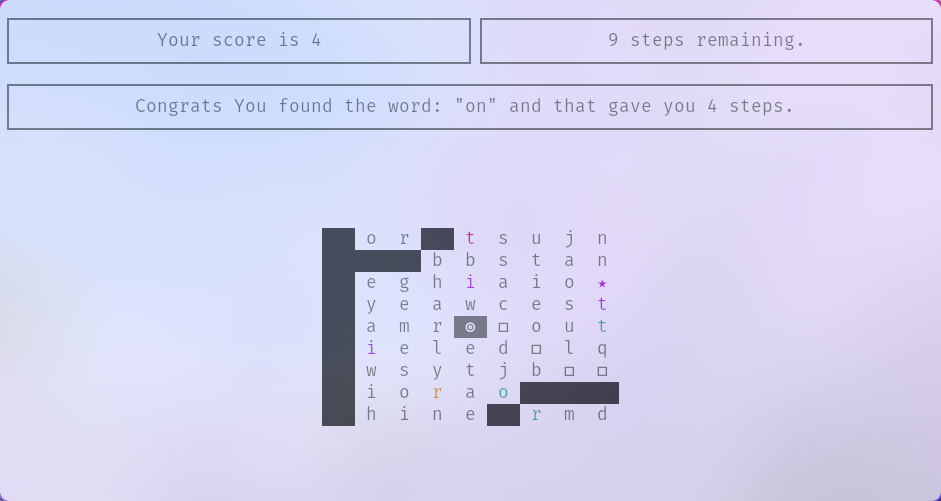 Your score is 4
9 steps remaining.
Congrats You found the word: "on" and that gave you 4 steps.
o r t s u j n
b b s t a n
e g h i a i o ★
y e a w c e s t
a m r ◎ □ o u t
i e l e d □ l q
w s y t j b □ □
i o r a o
h i n e r m d